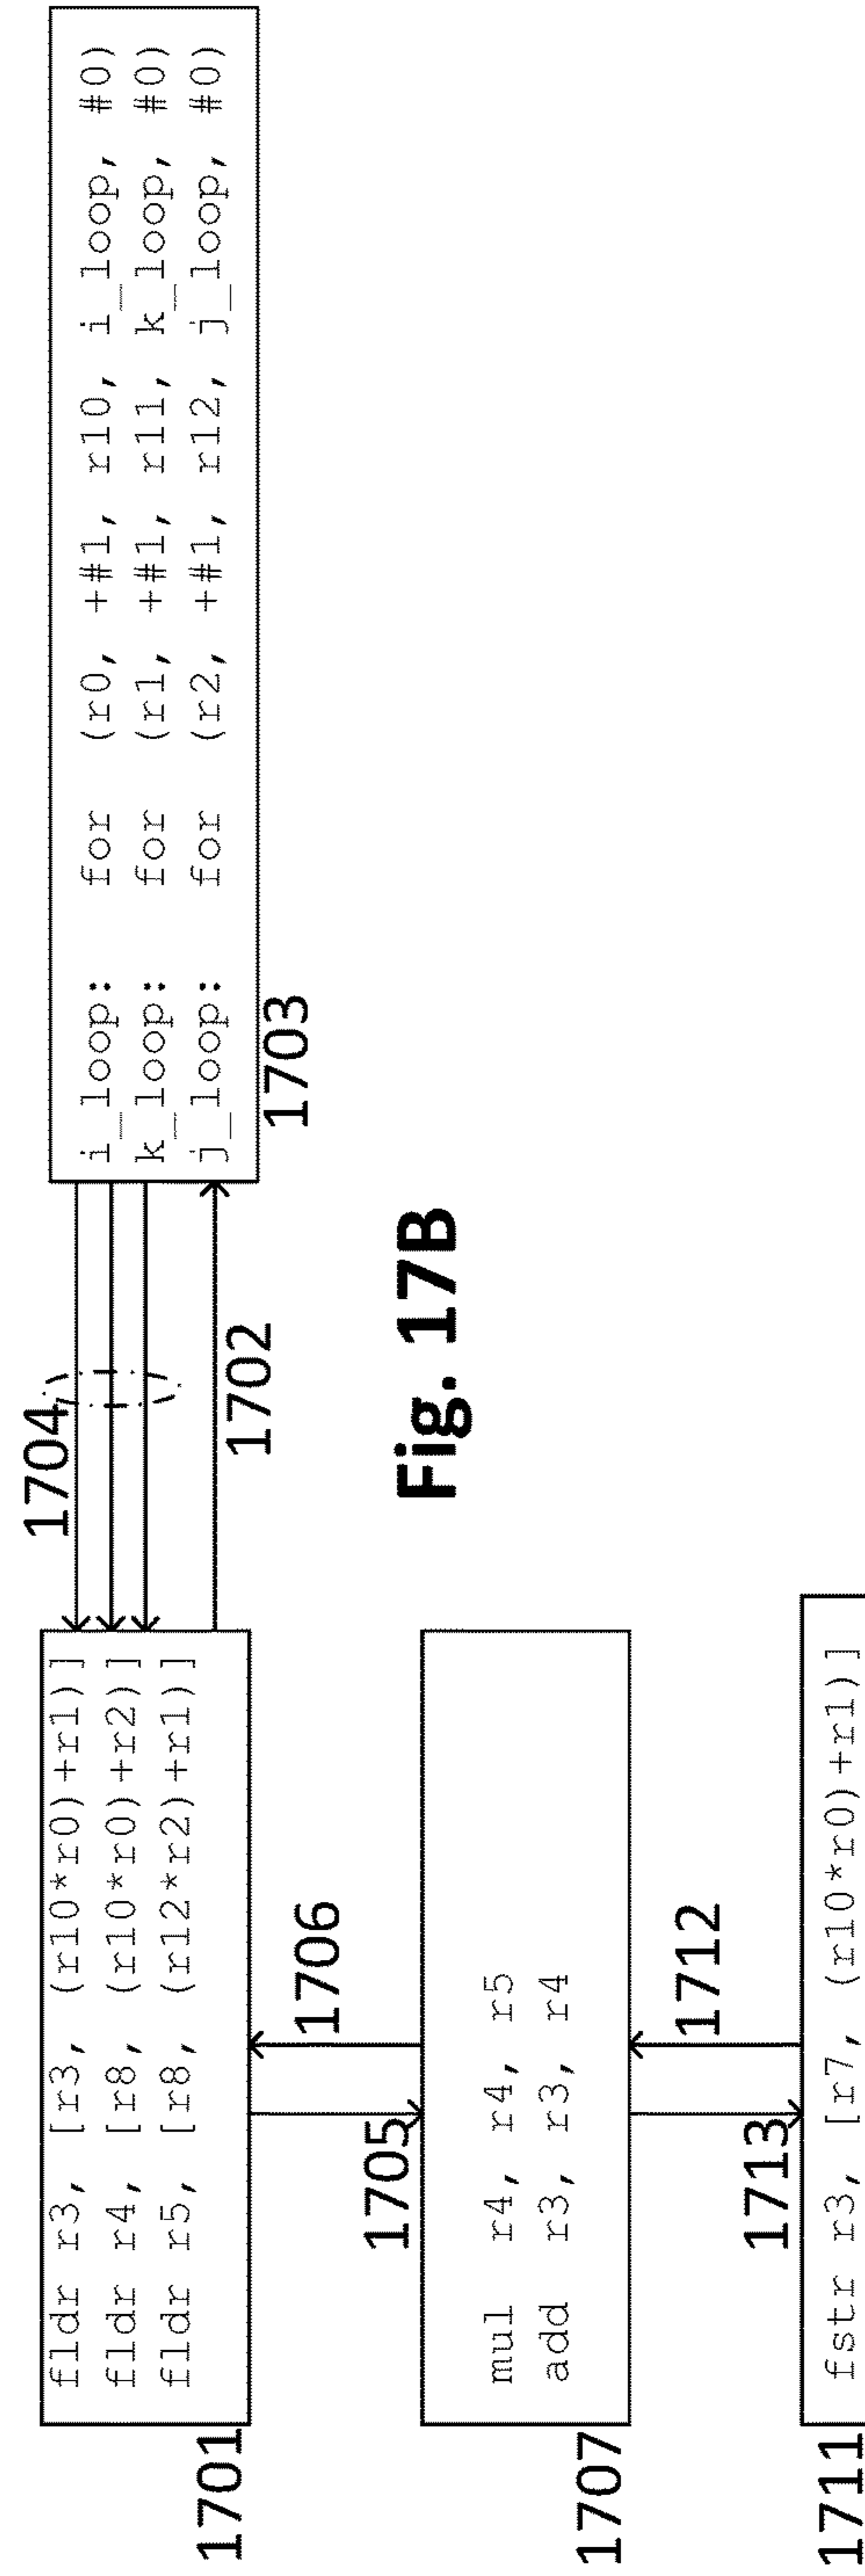 1704
i_loop: for (r0, +#1, r10, i_loop, #0)
k_loop: for (r1, +#1, r11, k_loop, #0)
j_loop: for (r2, +#1, r12, j_loop, #0)
1703
1702
fldr r3, [r3, (r10*r0)+r1)]
fldr r4, [r8, (r10*r0)+r2)]
fldr r5, [r8, (r12*r2)+r1)]
1701
1706
1705
Fig. 17B
mul r4, r4, r5
add r3, r3, r4
1707
1712
1713
fstr r3, [r7, (r10*r0)+r1)]
1711